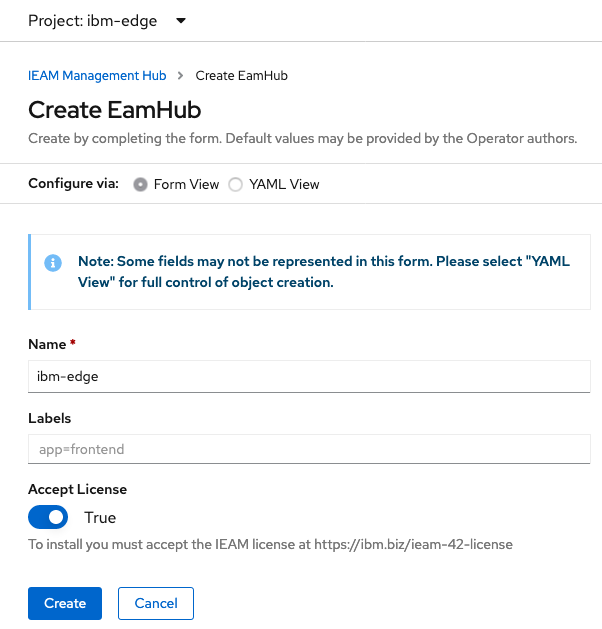 Project: ibm-edge
IEAM Management Hub > Create EamHub
Create EamHub
Create by completing the form. Default values may be provided by the Operator authors.
Configure via: Form View YAML View
Note: Some fields may not be represented in this form. Please select "YAML
View" for full control of object creation.
Name *
ibm-edge
Labels
app=frontend
Accept License
True
To install you must accept the IEAM license at https://ibm.biz/ieam-42-license
Create Cancel